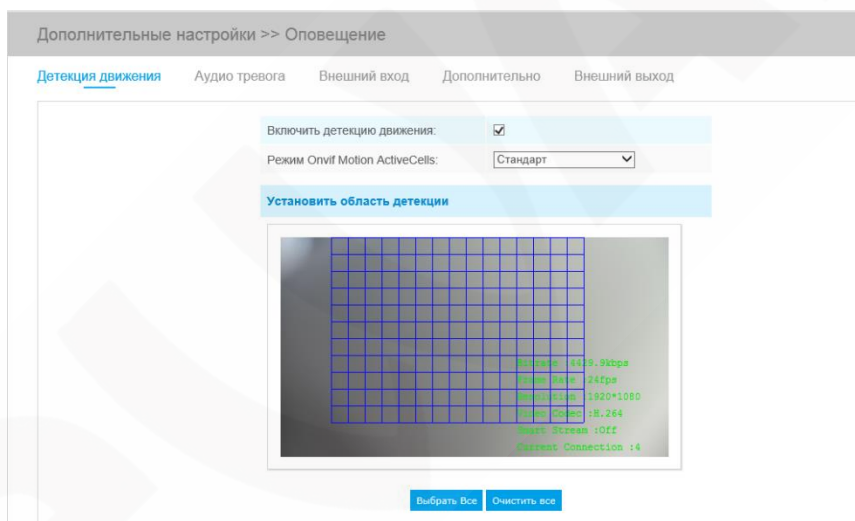 Дополнительные настройки >> Оповещение
Детекция движения Аудио тревога Внешний вход Дополнительно Внешний выход
Включить детекцию движения:
Режим Onvif Motion ActiveCells: Стандарт
Установить область детекции
Bitrate :4429.9kbps
Frame Rate :24fps
Resolution :1920*1080
Video Codec :H.264
Smart Stream :Off
Current Connection :4
Выбрать Все Очистить все